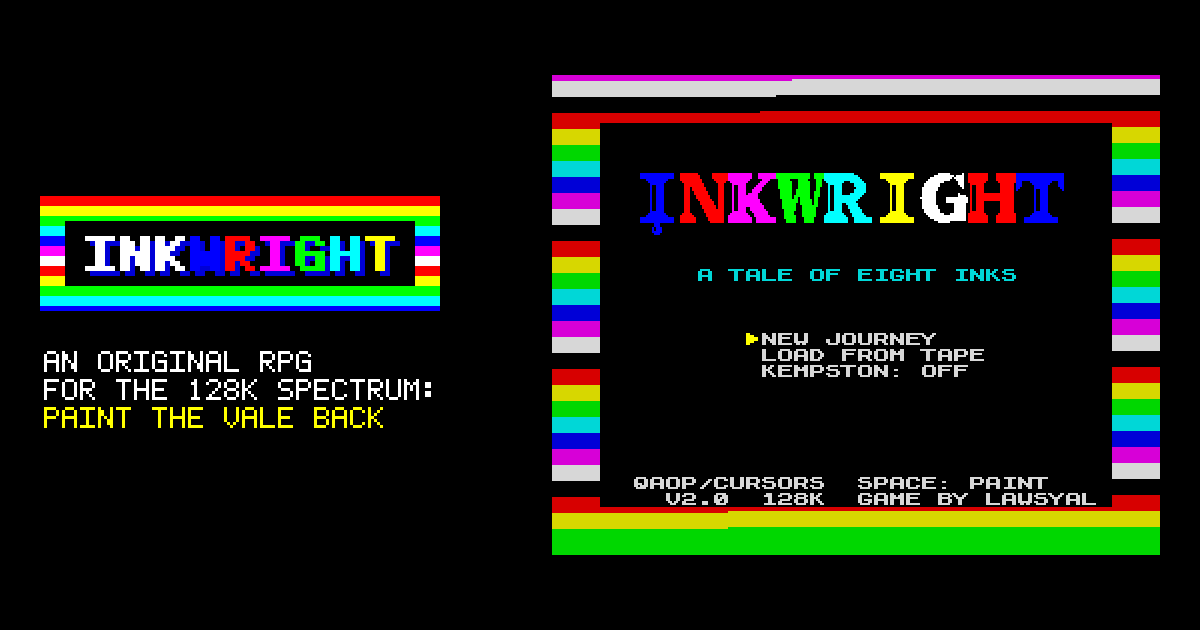 INKWRIGHT
AN ORIGINAL RPG
FOR THE 128K SPECTRUM:
PAINT THE VALE BACK
INKWRIGHT
A TALE OF EIGHT INKS
NEW JOURNEY
LOAD FROM TAPE
KEMPSTON: OFF
QAOP/CURSORS SPACE: PAINT
V2.0 128K GAME BY LAWSYAL